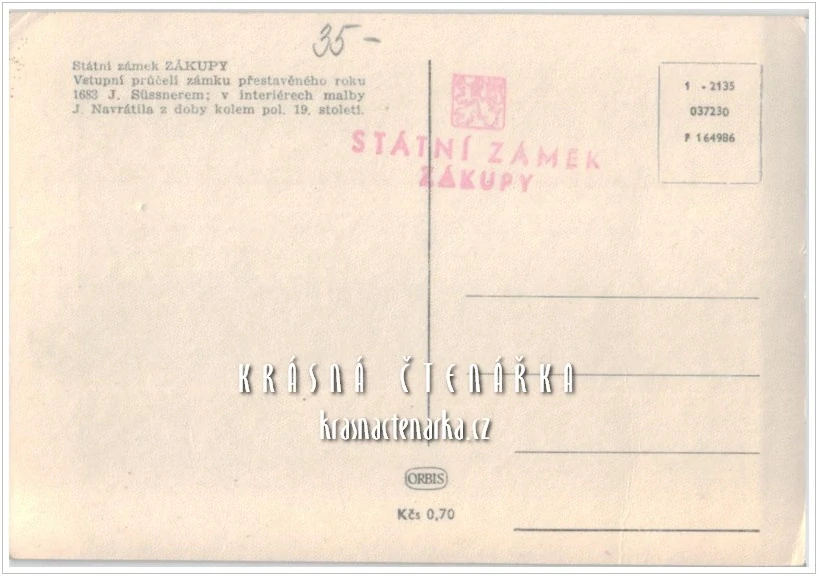 35-
Státní zámek ZÁKUPY
Vstupní průčelí zámku přestavěného roku
1683 J. Süssnerem; v interiérech malby
J. Navrátila z doby kolem pol. 19. století.
STÁTNÍ ZÁMEK
ZÁKUPY
1 - 2135
037230
P 164986
KRÁSNÁ ČTENÁŘKA
krasnactenarka.cz
ORBIS
Kčs 0,70